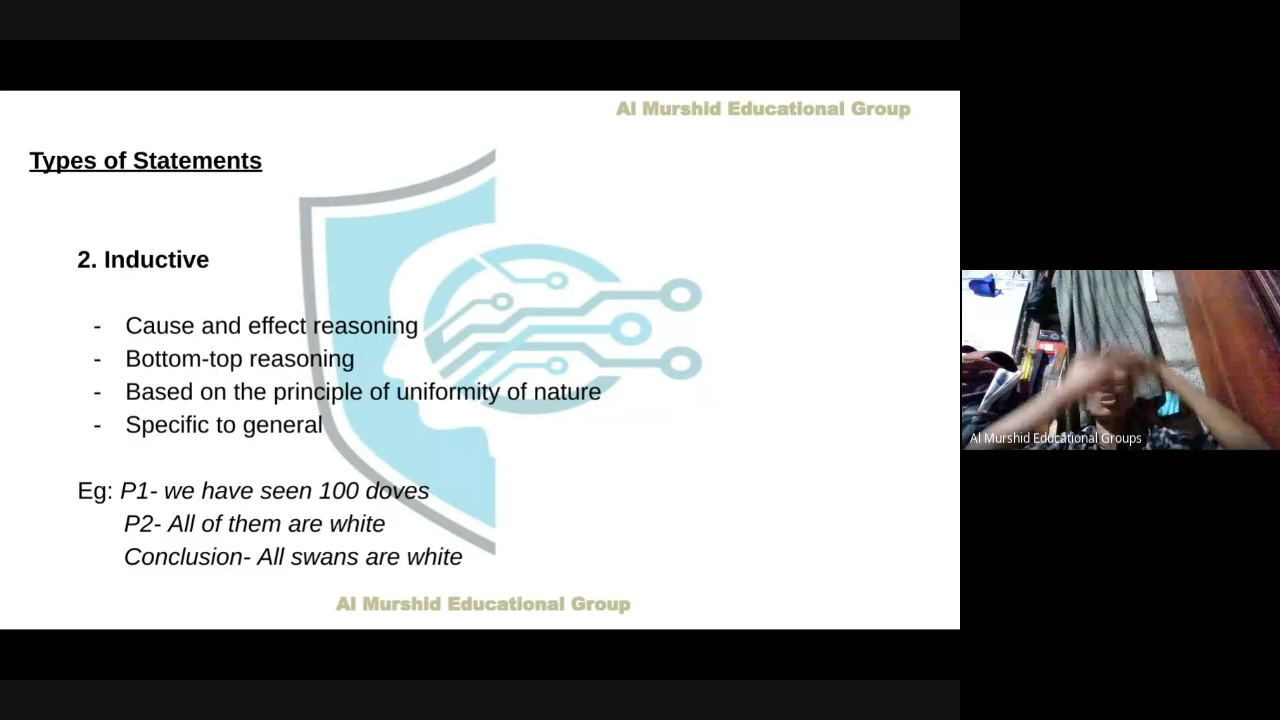 Al Murshid Educational Group
Types of Statements
2. Inductive
- Cause and effect reasoning
- Bottom-top reasoning
- Based on the principle of uniformity of nature
- Specific to general
Eg: P1- we have seen 100 doves
P2- All of them are white
Conclusion- All swans are white
Al Murshid Educational Group
Al Murshid Educational Groups